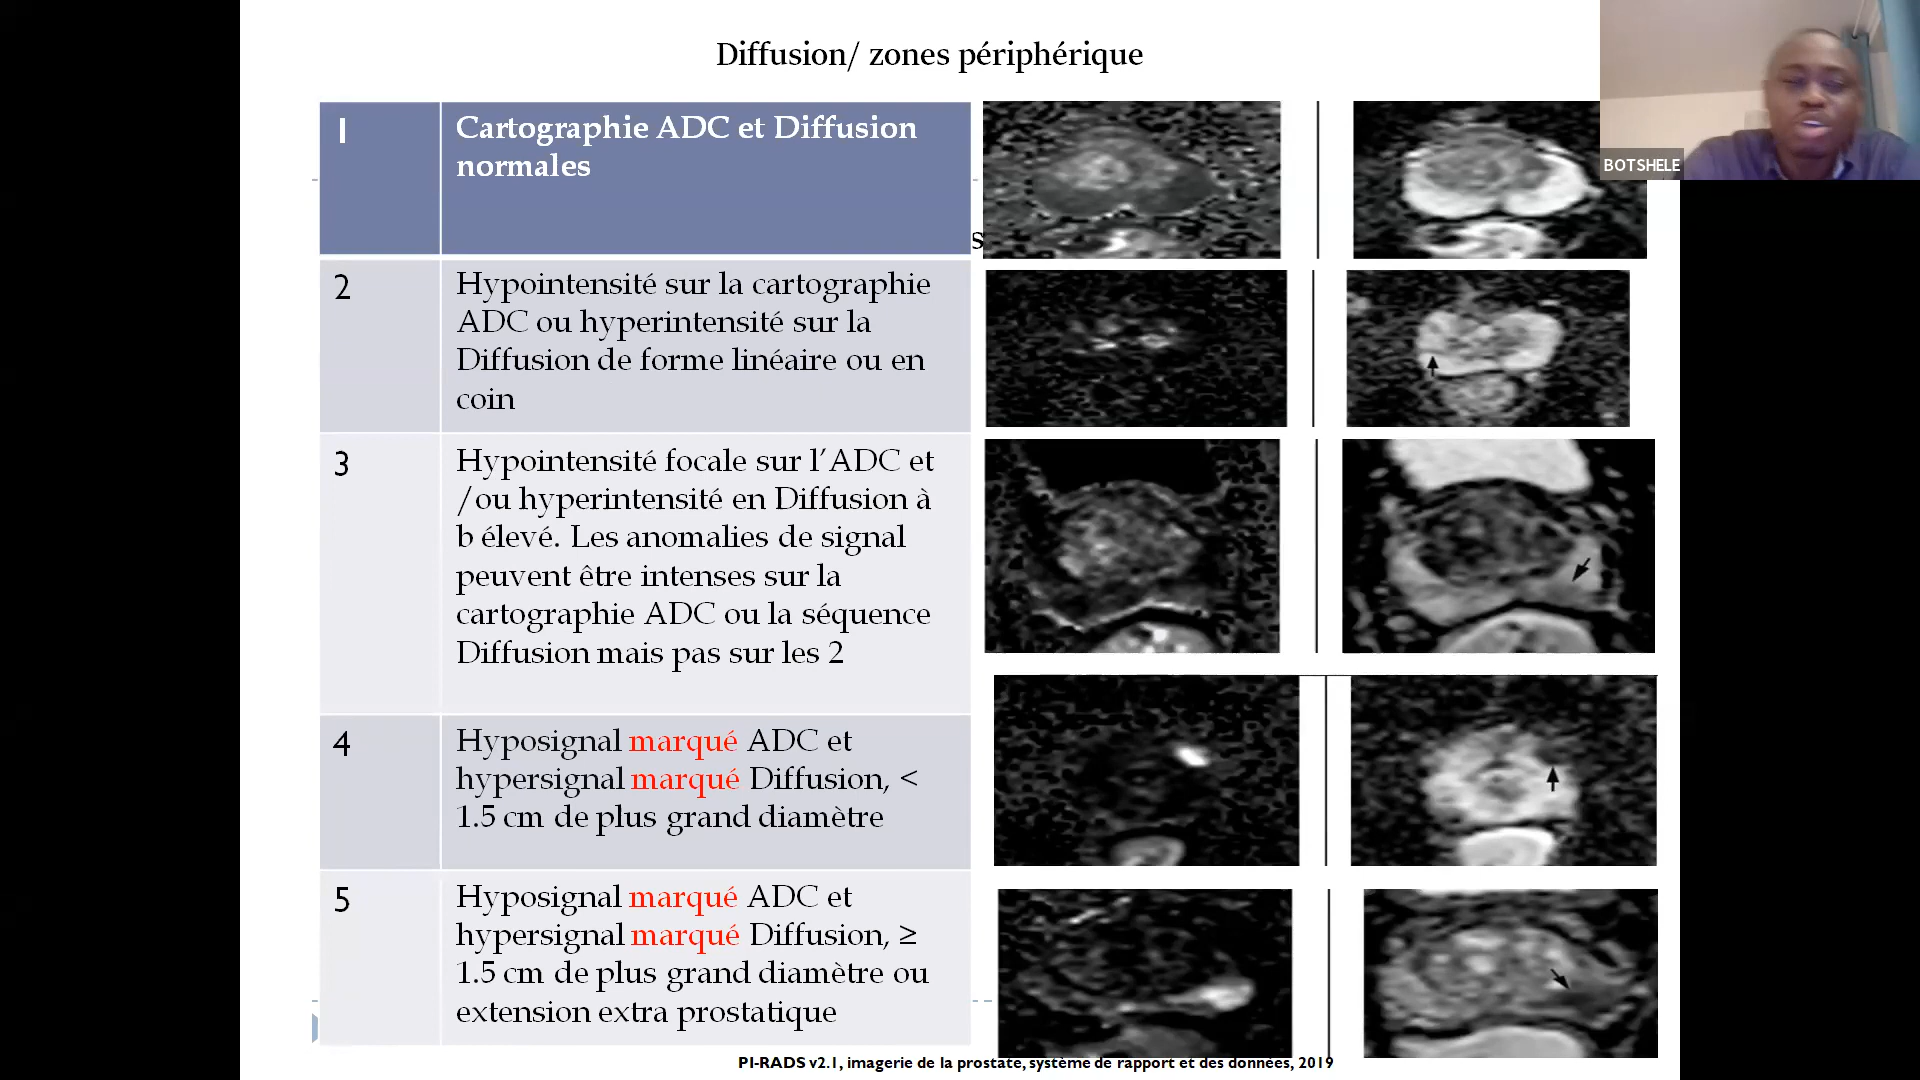 Diffusion/ zones périphérique
1
Cartographie ADC et Diffusion
normales
s
2
Hypointensité sur la cartographie
ADC ou hyperintensité sur la
Diffusion de forme linéaire ou en
coin
3
Hypointensité focale sur l’ADC et
/ou hyperintensité en Diffusion à
b élevé. Les anomalies de signal
peuvent être intenses sur la
cartographie ADC ou la séquence
Diffusion mais pas sur les 2
4
Hyposignal marqué ADC et
hypersignal marqué Diffusion, <
1.5 cm de plus grand diamètre
5
Hyposignal marqué ADC et
hypersignal marqué Diffusion, ≥
1.5 cm de plus grand diamètre ou
extension extra prostatique
PI-RADS v2.1, imagerie de la prostate, système de rapport et des données, 2019
BOTSHELE